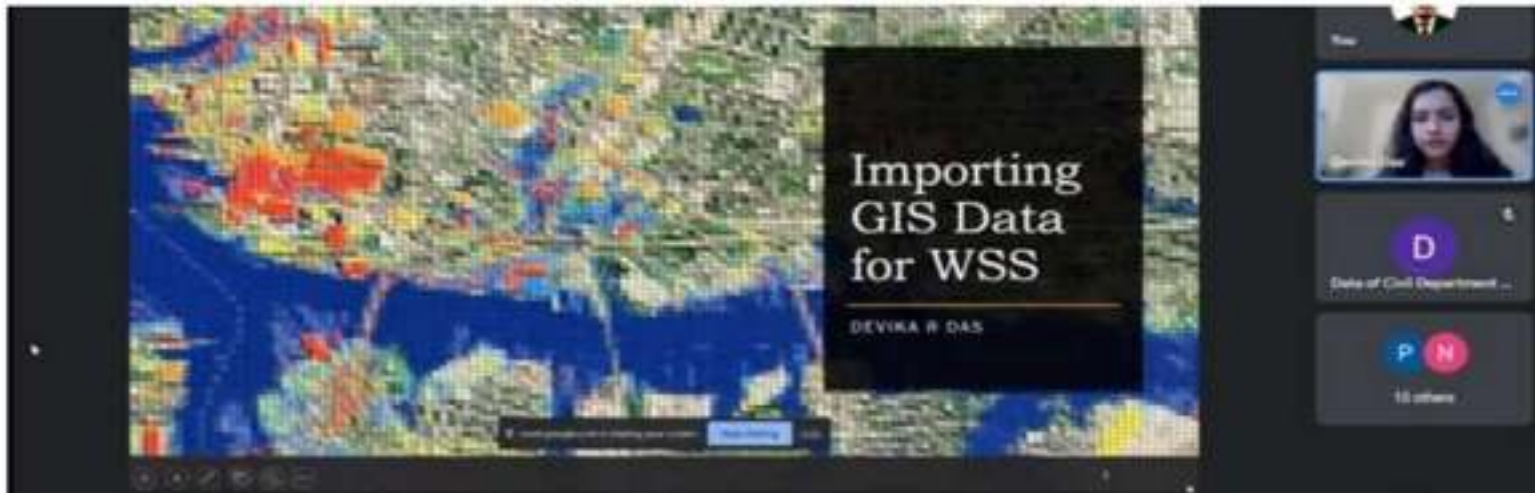 Importing
GIS Data
for WSS
DEVIKA R DAS
You
D
Data of Civil Department ...
P N
10 others